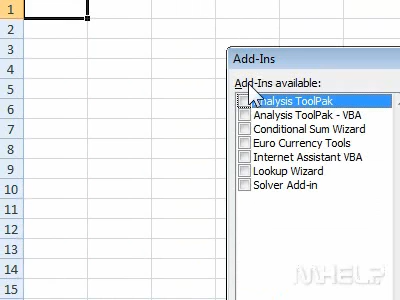 1
2
3
4
5
6
7
8
9
10
11
12
13
14
15
Add-Ins
Add-Ins available:
Analysis ToolPak
Analysis ToolPak - VBA
Conditional Sum Wizard
Euro Currency Tools
Internet Assistant VBA
Lookup Wizard
Solver Add-in
MHELP